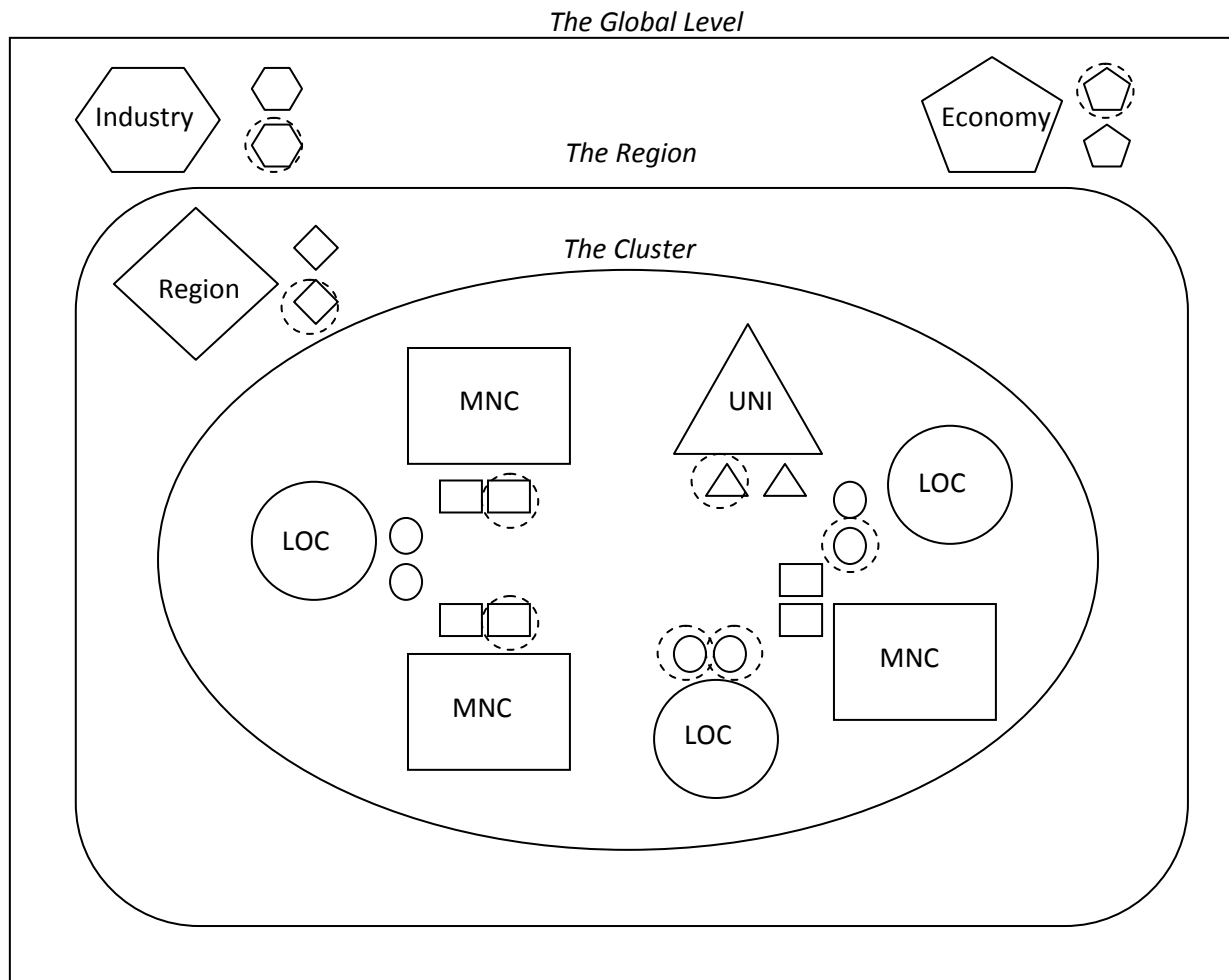 The Global Level
Industry
Economy
The Region
The Cluster
Region
MNC
UNI
LOC
LOC
MNC
MNC
LOC